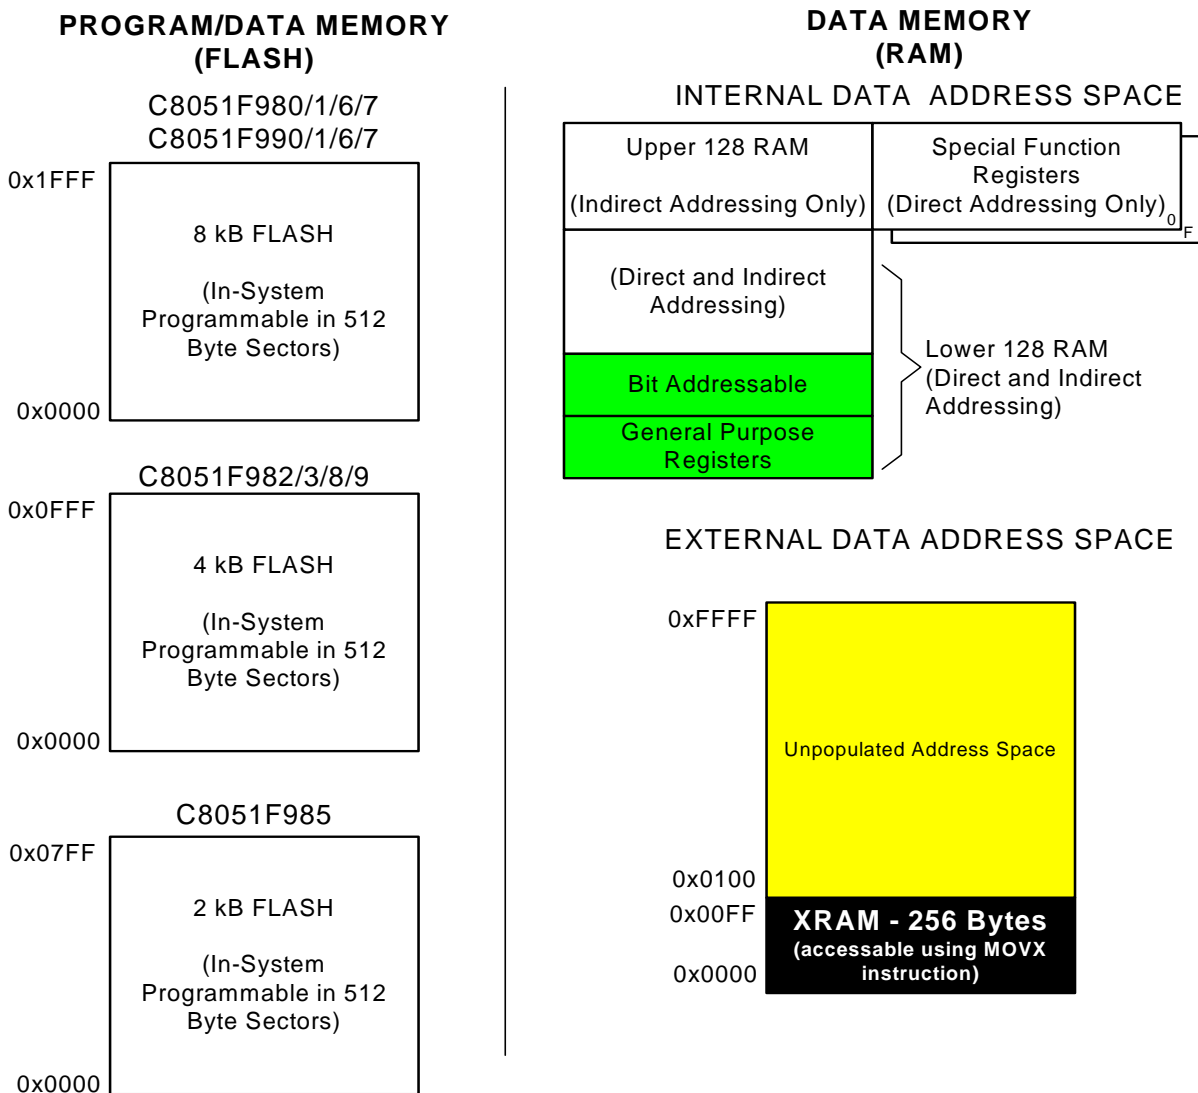 PROGRAM/DATA MEMORY
(FLASH)
C8051F980/1/6/7
C8051F990/1/6/7
0x1FFF
8 kB FLASH
(In-System
Programmable in 512
Byte Sectors)
0x0000
C8051F982/3/8/9
0x0FFF
4 kB FLASH
(In-System
Programmable in 512
Byte Sectors)
0x0000
C8051F985
0x07FF
2 kB FLASH
(In-System
Programmable in 512
Byte Sectors)
0x0000
DATA MEMORY
(RAM)
INTERNAL DATA ADDRESS SPACE
Upper 128 RAM
(Indirect Addressing Only)
Special Function
Registers
(Direct Addressing Only)
0
F
(Direct and Indirect
Addressing)
Bit Addressable
General Purpose
Registers
Lower 128 RAM
(Direct and Indirect
Addressing)
EXTERNAL DATA ADDRESS SPACE
0xFFFF
Unpopulated Address Space
0x0100
0x00FF
XRAM - 256 Bytes
(accessable using MOVX
instruction)
0x0000